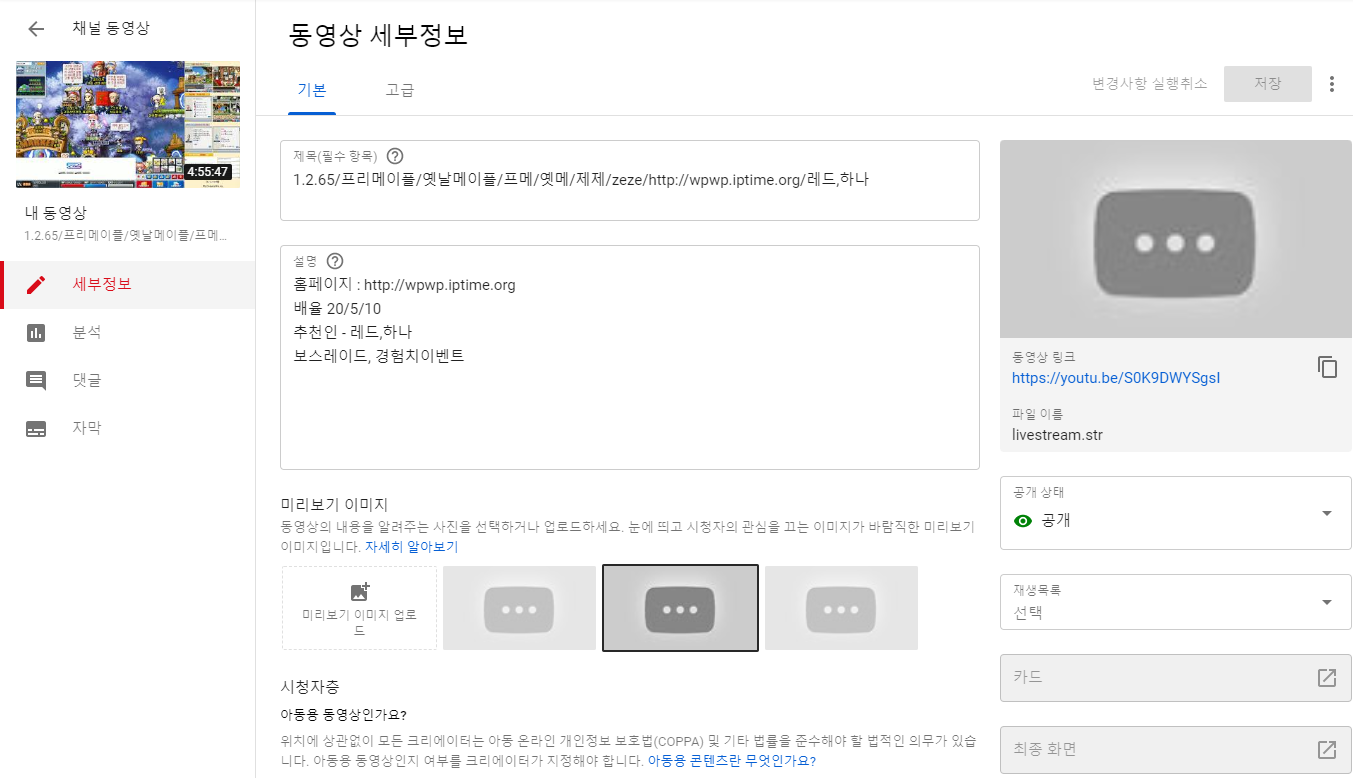 채널 동영상
4:55:47
내 동영상
1.2.65/프리메이플/옛날메이플/프메...
세부정보
분석
댓글
자막
동영상 세부정보
기본
고급
변경사항 실행취소
저장
제목(필수 항목)
1.2.65/프리메이플/옛날메이플/프메/옛메/제제/zeze/http://wpwp.iptime.org/레드,하나
설명
홈페이지 : http://wpwp.iptime.org
배율 20/5/10
추천인 - 레드,하나
보스레이드, 경험치이벤트
미리보기 이미지
동영상의 내용을 알려주는 사진을 선택하거나 업로드하세요. 눈에 띄고 시청자의 관심을 끄는 이미지가 바람직한 미리보기
이미지입니다. 자세히 알아보기
미리보기 이미지 업로
드
시청자층
아동용 동영상인가요?
위치에 상관없이 모든 크리에이터는 아동 온라인 개인정보 보호법(COPPA) 및 기타 법률을 준수해야 할 법적인 의무가 있습
니다. 아동용 동영상인지 여부를 크리에이터가 지정해야 합니다. 아동용 콘텐츠란 무엇인가요?
동영상 링크
https://youtu.be/S0K9DWYSgsI
파일 이름
livestream.str
공개 상태
공개
재생목록
선택
카드
최종 화면